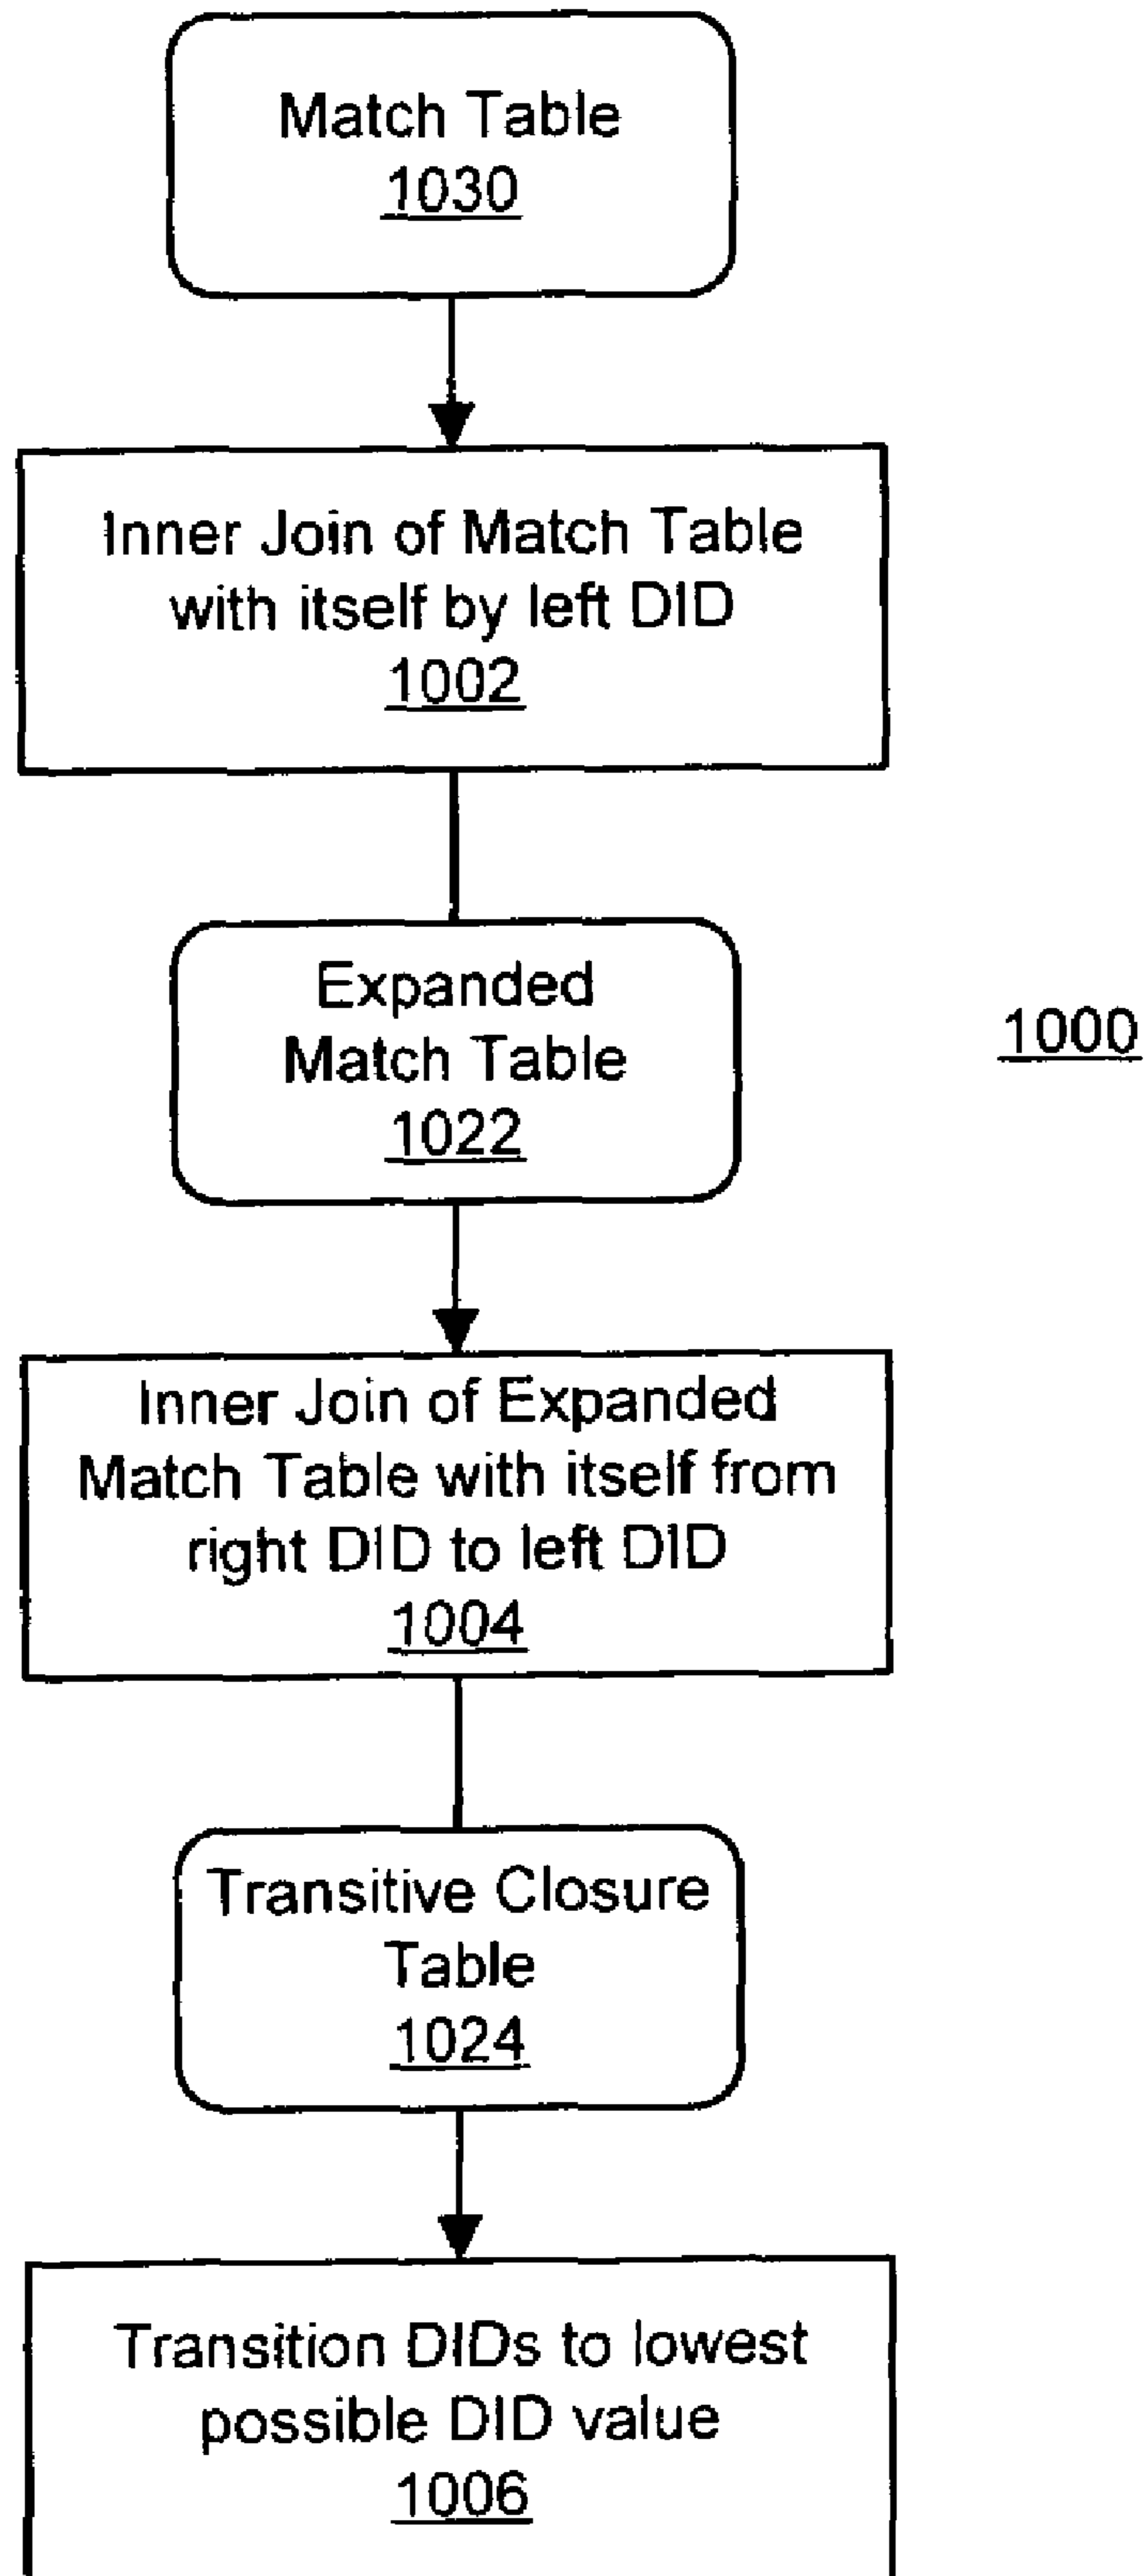 Match Table
1030
Inner Join of Match Table
with itself by left DID
1002
Expanded
Match Table
1022
1000
Inner Join of Expanded
Match Table with itself from
right DID to left DID
1004
Transitive Closure
Table
1024
Transition DIDs to lowest
possible DID value
1006